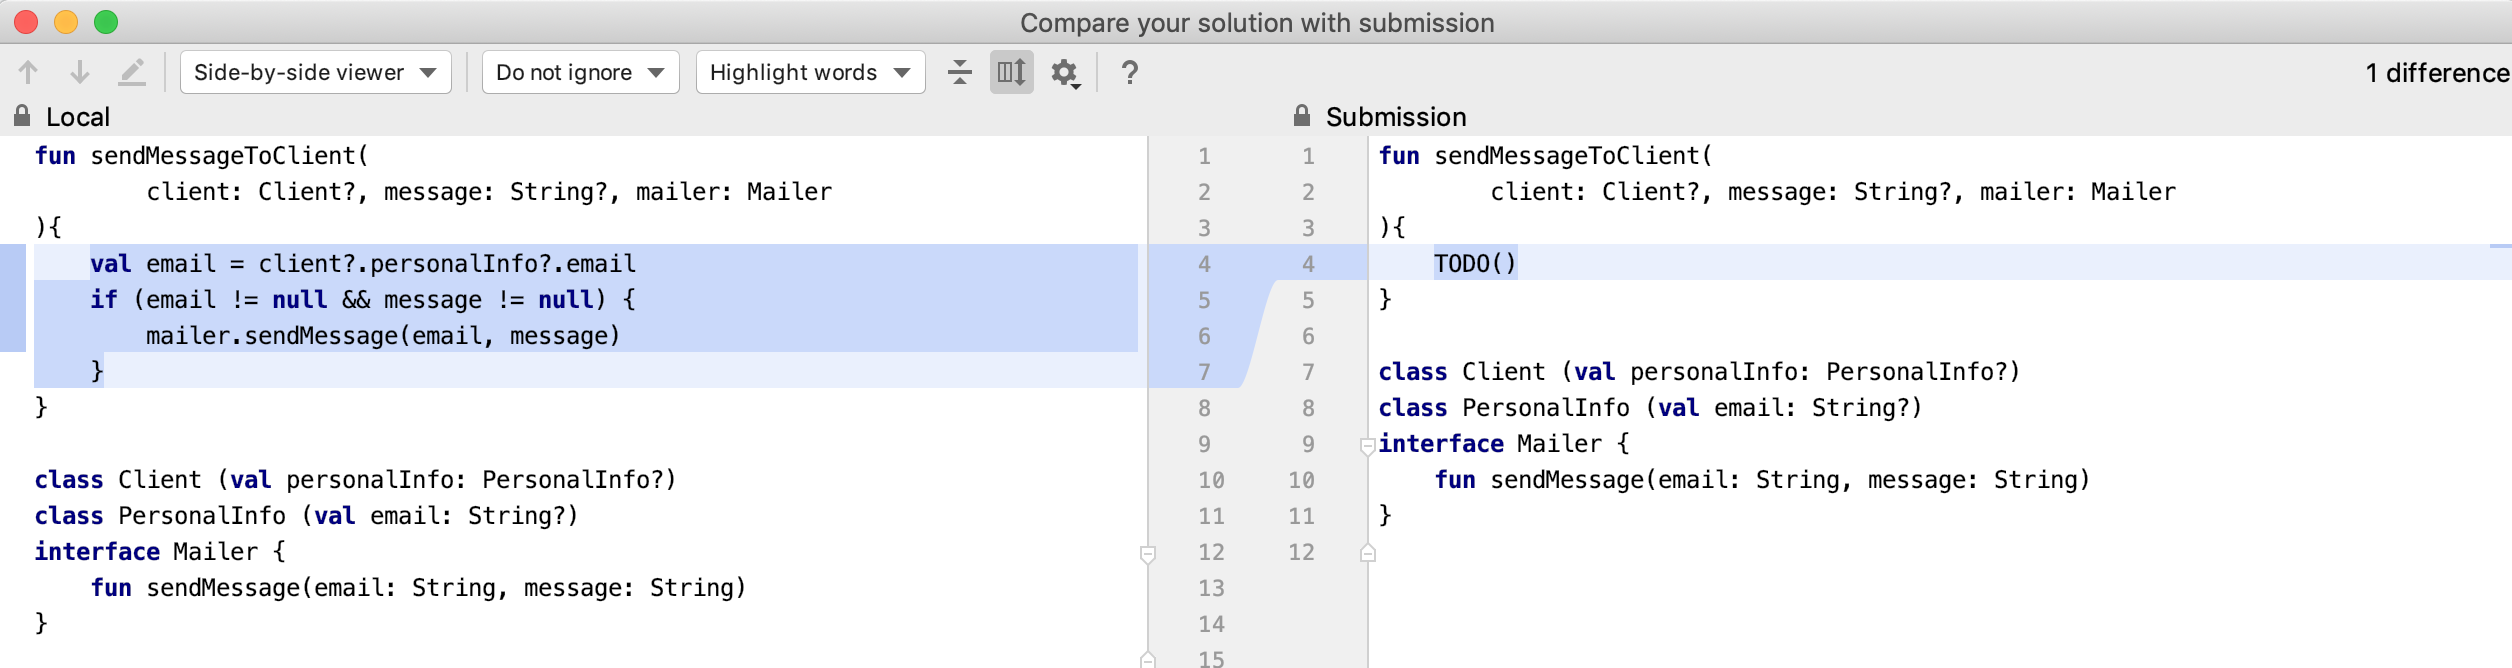 Compare your solution with submission
Side-by-side viewer Do not ignore Highlight words ? 1 difference
Local
fun sendMessageToClient(
        client: Client?, message: String?, mailer: Mailer
){
    val email = client?.personalInfo?.email
    if (email != null && message != null) {
        mailer.sendMessage(email, message)
    }
}
class Client (val personalInfo: PersonalInfo?)
class PersonalInfo (val email: String?)
interface Mailer {
    fun sendMessage(email: String, message: String)
}
1
2
3
4
5
6
7
8
9
10
11
12
13
14
15
Submission
1
2
3
4
5
6
7
8
9
10
11
12
fun sendMessageToClient(
        client: Client?, message: String?, mailer: Mailer
){
    TODO()
}
class Client (val personalInfo: PersonalInfo?)
class PersonalInfo (val email: String?)
interface Mailer {
    fun sendMessage(email: String, message: String)
}